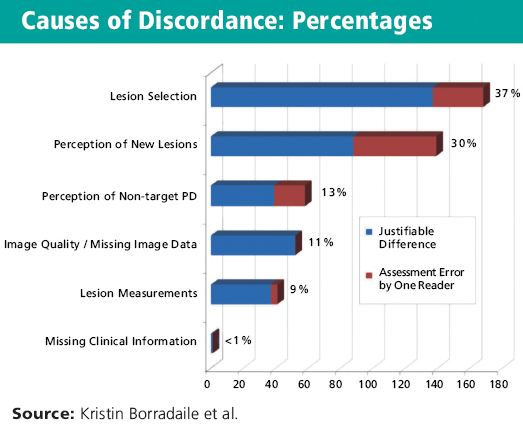 Causes of Discordance: Percentages
Lesion Selection
37%
Perception of New Lesions
30%
Perception of Non-target PD
13%
Image Quality / Missing Image Data
11%
Lesion Measurements
9%
Missing Clinical Information
<1%
Justifiable
Difference
Assessment Error
by One Reader
0 20 40 60 80 100 120 140 160 180
Source: Kristin Borradaile et al.